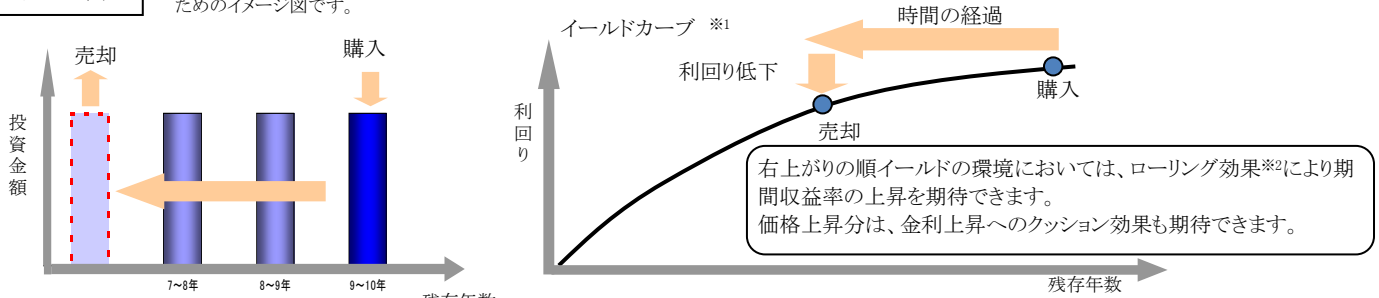 ためのイメージ図です。
売却
購入
投資金額
7~8年
8~9年
9~10年
残存年数
イールドカーブ ※1
時間の経過
利回り低下
購入
売却
利回り
右上がりの順イールドの環境においては、ローリング効果※2により期
間収益率の上昇を期待できます。
価格上昇分は、金利上昇へのクッション効果も期待できます。
残存年数